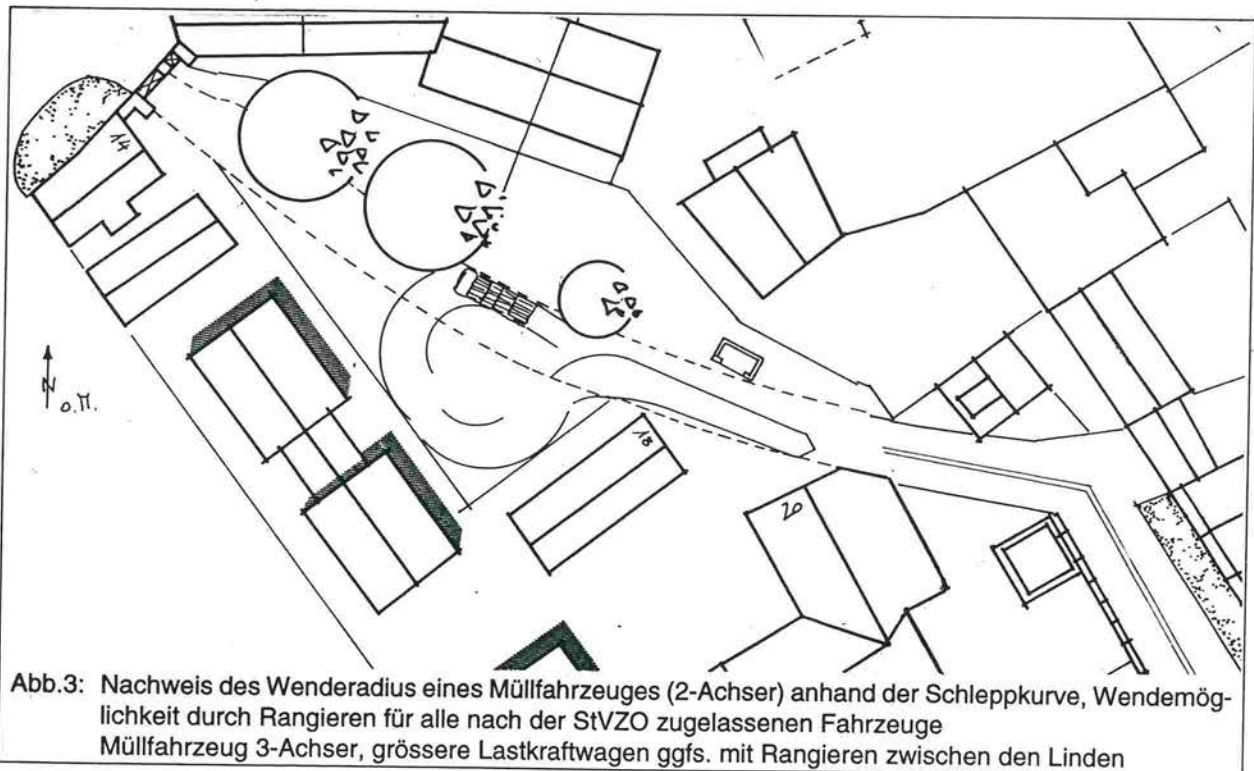 14
N
o.M.
18
20
Abb.3: Nachweis des Wenderadius eines Müllfahrzeuges (2-Achser) anhand der Schleppkurve, Wendemög-
lichkeit durch Rangieren für alle nach der StVZO zugelassenen Fahrzeuge
Müllfahrzeug 3-Achser, grössere Lastkraftwagen ggfs. mit Rangieren zwischen den Linden